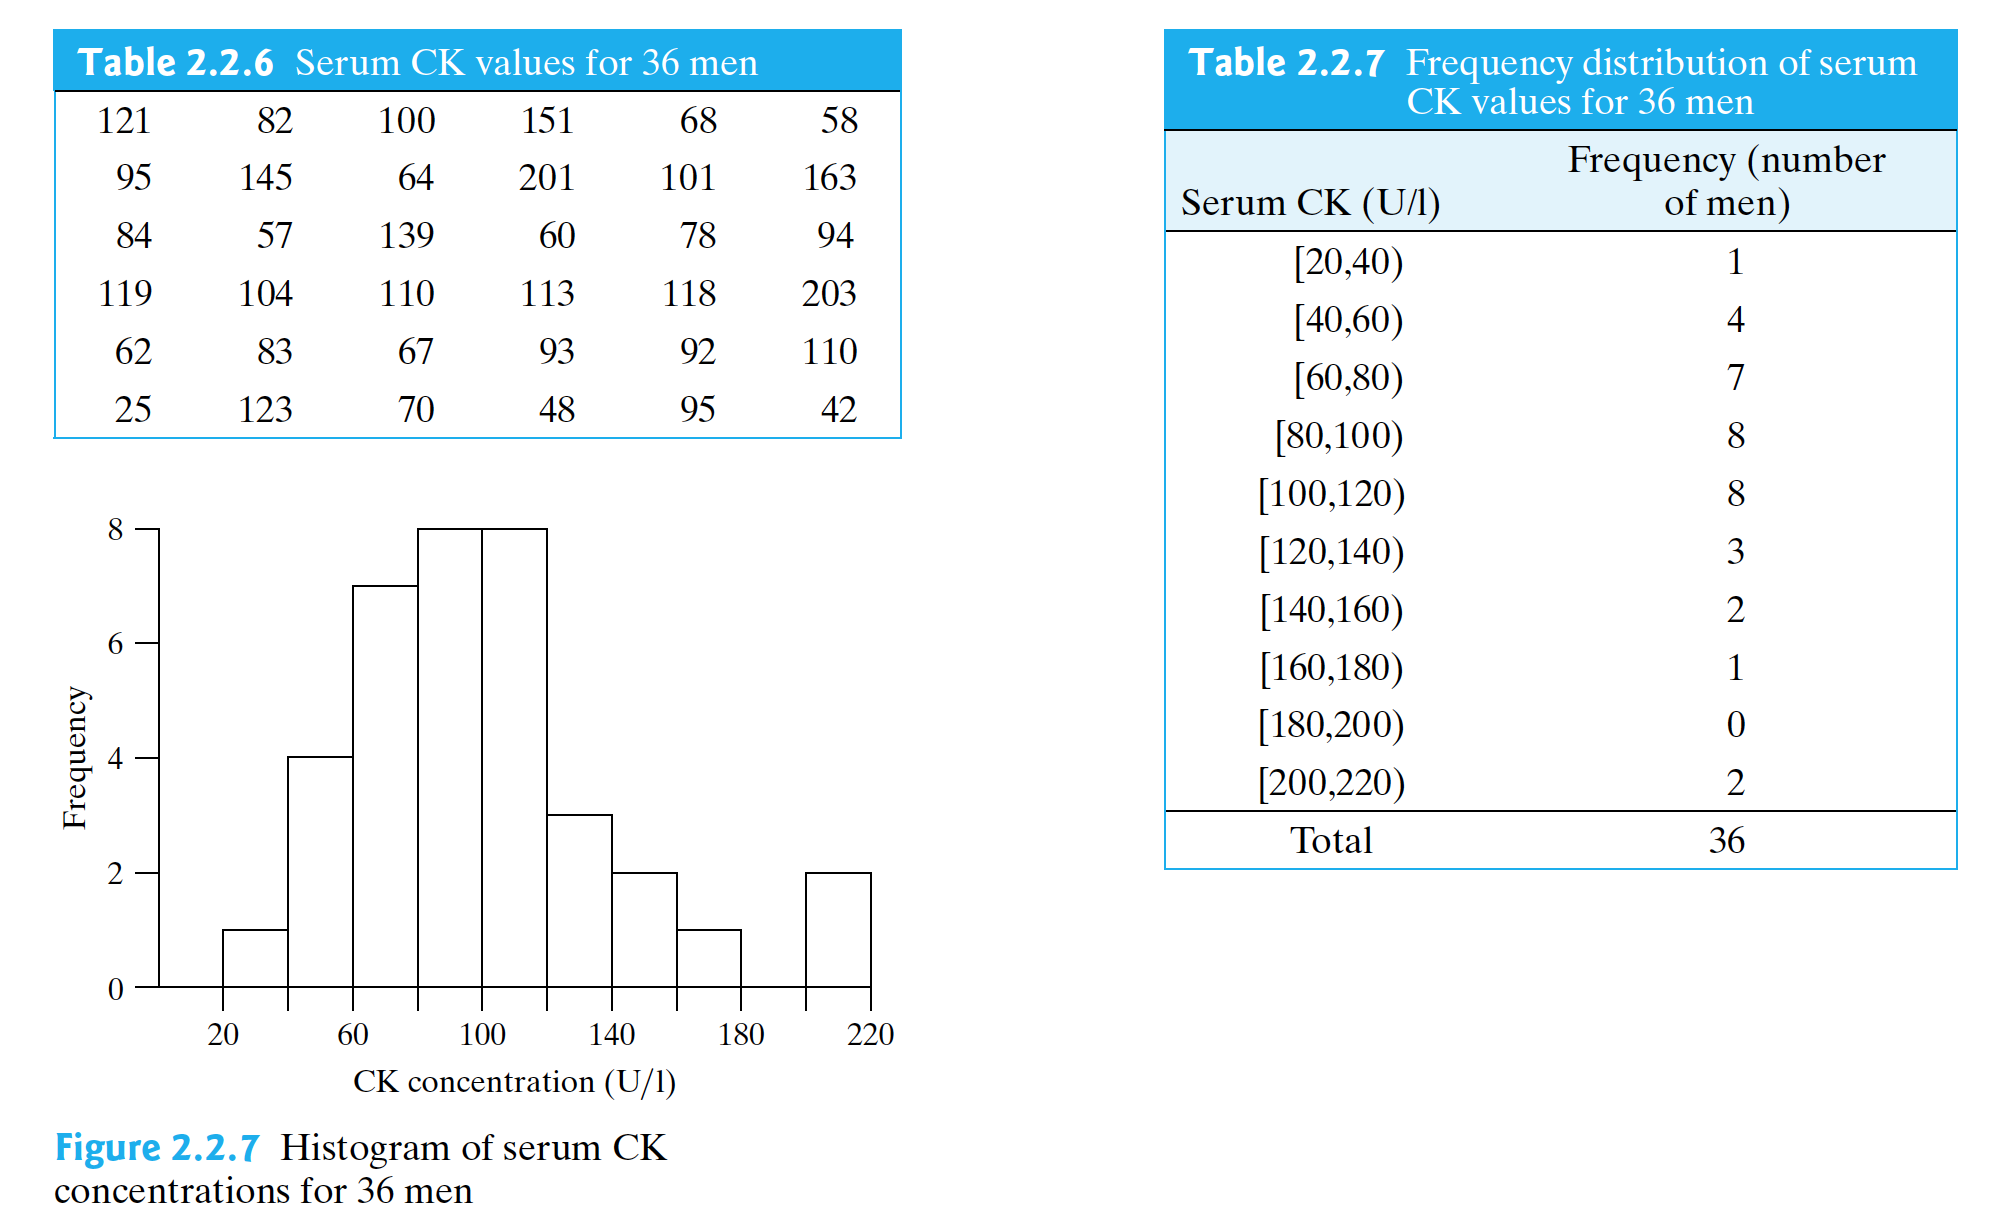 Table 2.2.6 Serum CK values for 36 men
121 82 100 151 68 58
95 145 64 201 101 163
84 57 139 60 78 94
119 104 110 113 118 203
62 83 67 93 92 110
25 123 70 48 95 42
8
6
4
2
0
Frequency
20 60 100 140 180 220
CK concentration (U/l)
Figure 2.2.7 Histogram of serum CK
concentrations for 36 men
Table 2.2.7 Frequency distribution of serum
CK values for 36 men
Frequency (number
Serum CK (U/l) of men)
[20,40) 1
[40,60) 4
[60,80) 7
[80,100) 8
[100,120) 8
[120,140) 3
[140,160) 2
[160,180) 1
[180,200) 0
[200,220) 2
Total 36